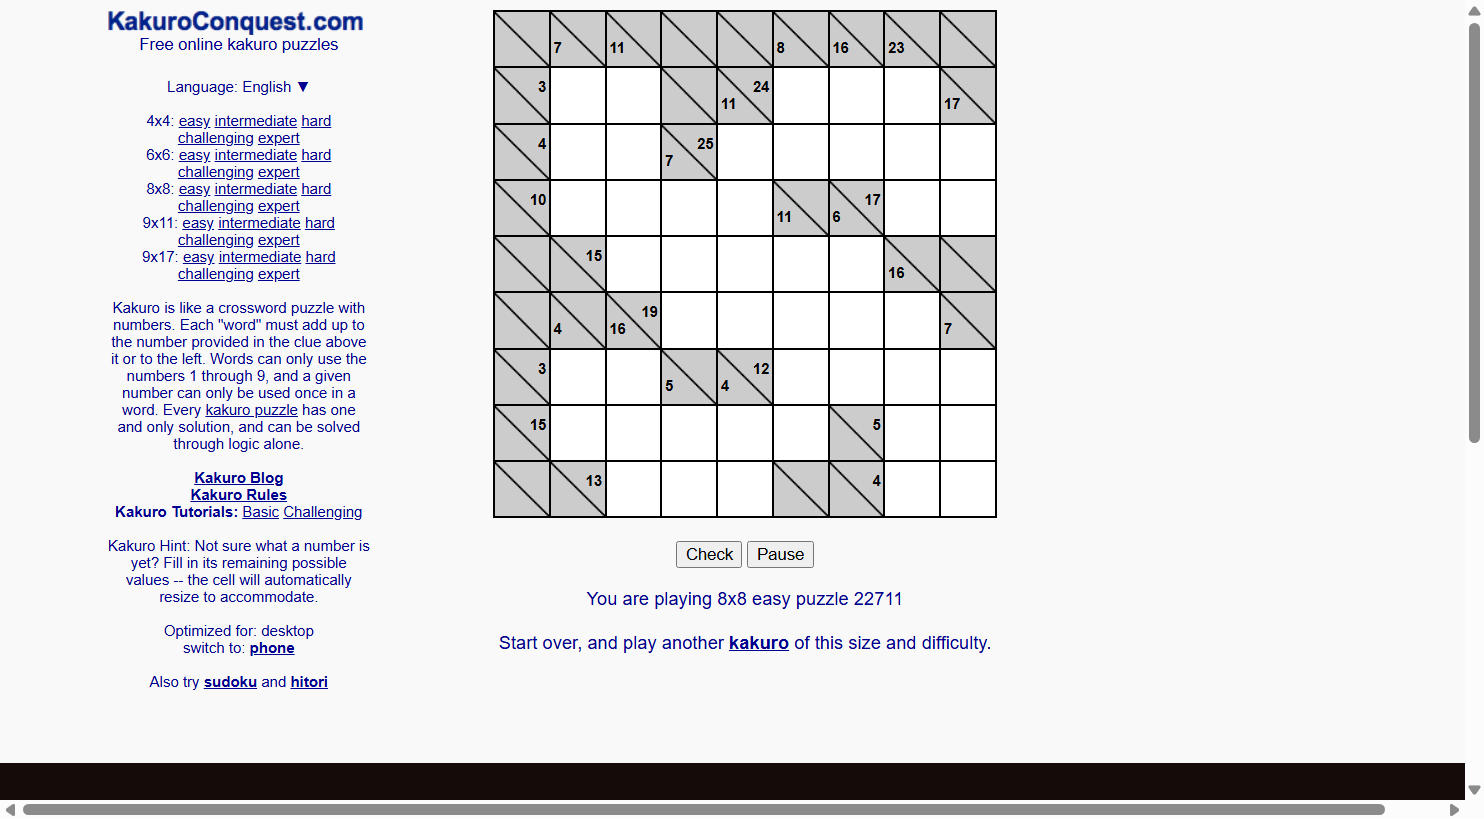 KakuroConquest.com
Free online kakuro puzzles
Language: English ▼
4x4: easy intermediate hard
challenging expert
6x6: easy intermediate hard
challenging expert
8x8: easy intermediate hard
challenging expert
9x11: easy intermediate hard
challenging expert
9x17: easy intermediate hard
challenging expert
Kakuro is like a crossword puzzle with
numbers. Each "word" must add up to
the number provided in the clue above
it or to the left. Words can only use the
numbers 1 through 9, and a given
number can only be used once in a
word. Every kakuro puzzle has one
and only solution, and can be solved
through logic alone.
Kakuro Blog
Kakuro Rules
Kakuro Tutorials: Basic Challenging
Kakuro Hint: Not sure what a number is
yet? Fill in its remaining possible
values -- the cell will automatically
resize to accommodate.
Optimized for: desktop
switch to: phone
Also try sudoku and hitori
7 11 8 16 23
3 24 11 17
4 25 7
10 17 11 6
15 16
19 4 16 7
3 12 5 4
15 5
13 4
Check Pause
You are playing 8x8 easy puzzle 22711
Start over, and play another kakuro of this size and difficulty.